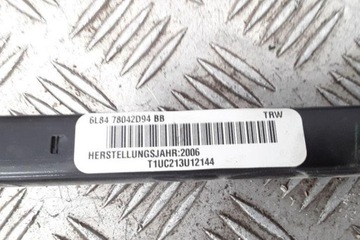 6L84 78042D94 BB TRW
HERSTELLUNGSJAHR:2006
T1UC213U12144